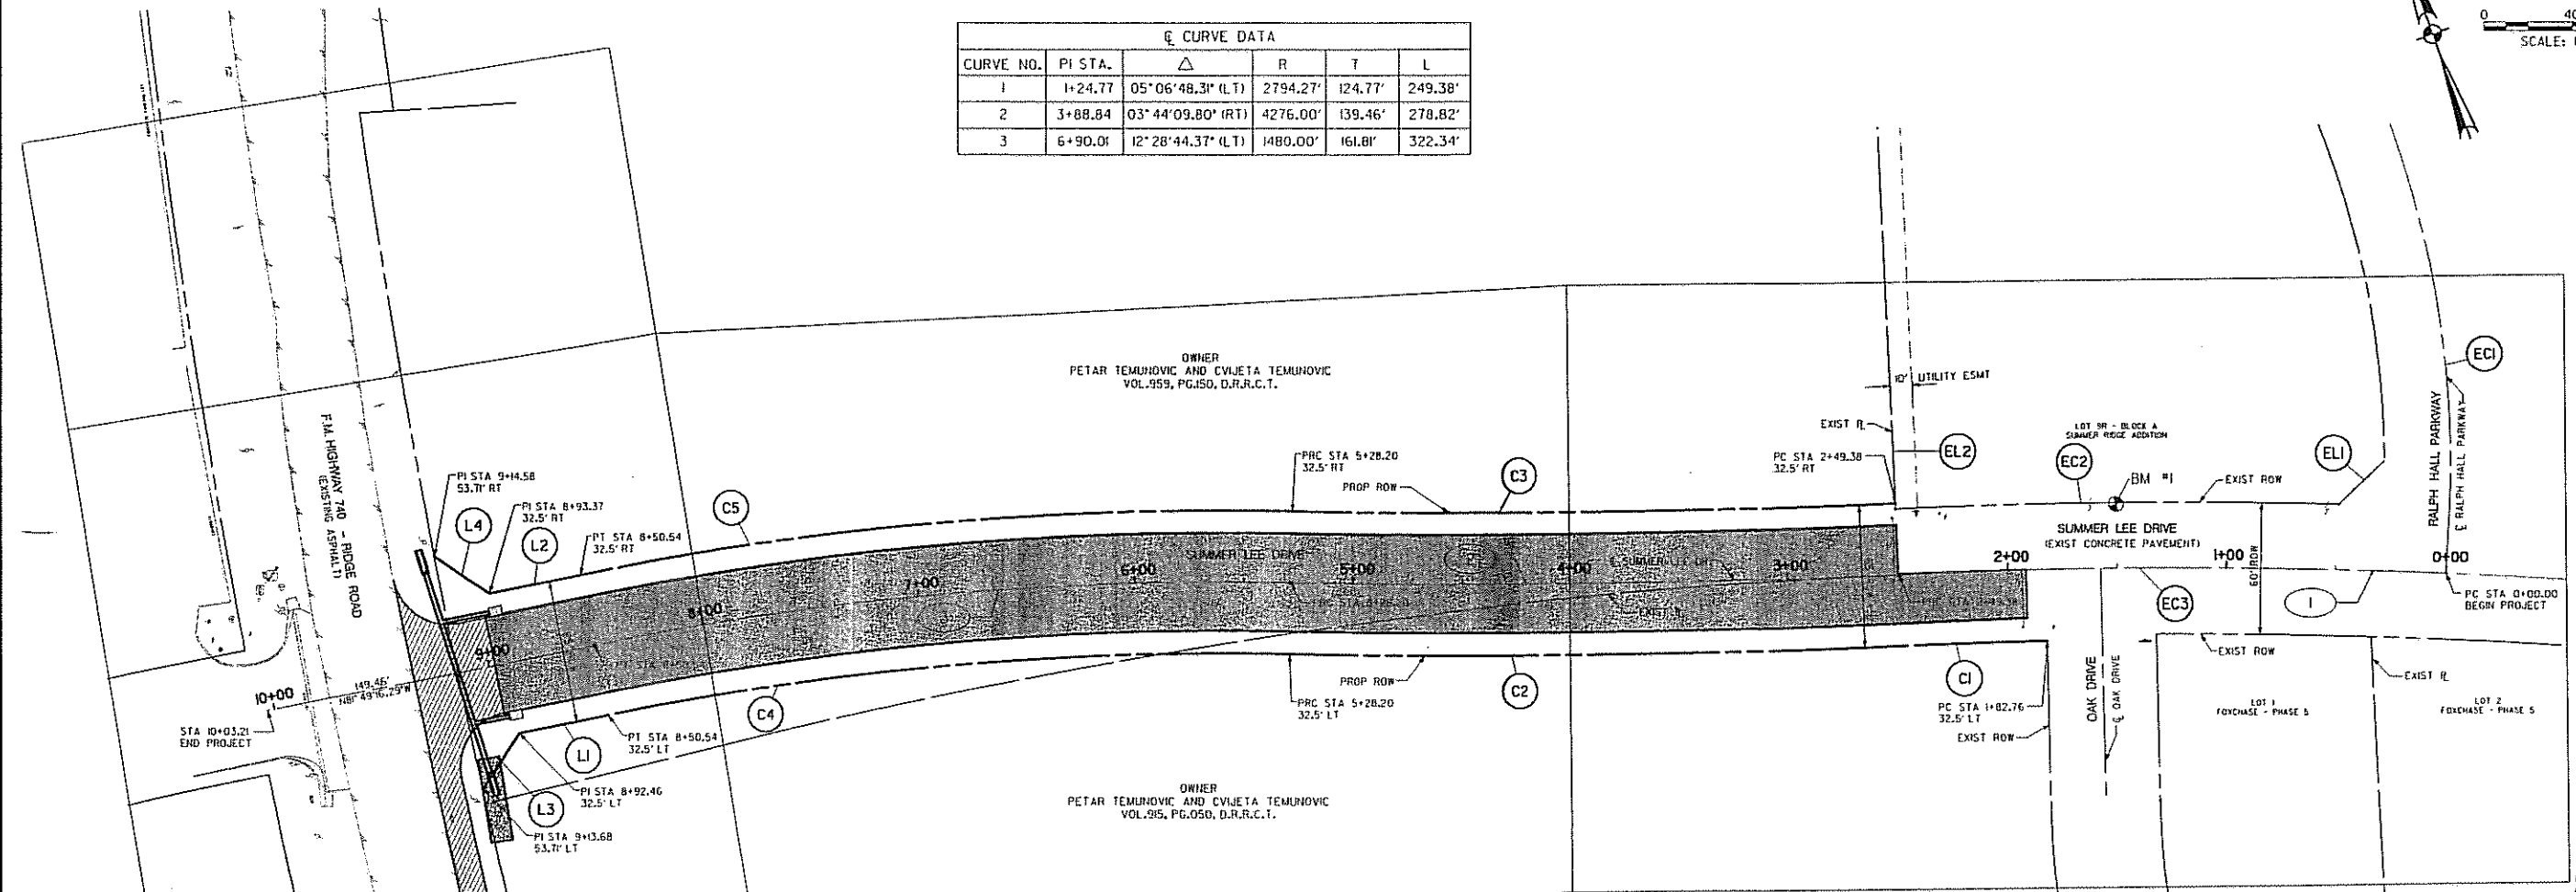 ℄ CURVE DATA
CURVE NO. PI STA. △ R T L
1 1+24.77 05°06'48.31" (LT) 2794.27' 124.77' 249.38'
2 3+88.84 03°44'09.80" (RT) 4276.00' 139.46' 278.82'
3 6+90.01 12°28'44.37" (LT) 1480.00' 161.81' 322.34'
0 40
SCALE:
OWNER
PETAR TEMUNOVIC AND CVIJETA TEMUNOVIC
VOL.959, PG.150, D.R.R.C.T.
10' UTILITY ESMT
EXIST ℄
EL2
PC STA 2+49.38
32.5' RT
LOT 9R - BLOCK A
SUMMER RIDGE ADDITION
EC2
BM #1
EXIST ROW
EL1
EC1
RALPH HALL PARKWAY
℄ RALPH HALL PARKWAY
SUMMER LEE DRIVE
(EXIST CONCRETE PAVEMENT)
2+00
1+00
0+00
60' ROW
EC3
1
PC STA 0+00.00
BEGIN PROJECT
EXIST ROW
EXIST ℄
LOT 1
FOXCHASE - PHASE 5
LOT 2
FOXCHASE - PHASE 5
OAK DRIVE
℄ OAK DRIVE
C1
PC STA 1+82.76
32.5' LT
EXIST ROW
F.M. HIGHWAY 740 - RIDGE ROAD
(EXISTING ASPHALT)
PI STA 9+14.58
53.71' RT
L4
PI STA 8+93.37
32.5' RT
L2
PT STA 8+50.54
32.5' RT
C5
PRC STA 5+28.20
32.5' RT
PROP ROW
C3
SUMMER LEE DRIVE
9+00
8+00
7+00
6+00
5+00
4+00
3+00
℄ SUMMER LEE DR
10+00
149.46'
N81°49'16.29"W
STA 10+03.21
END PROJECT
L1
PT STA 8+50.54
32.5' LT
C4
PRC STA 5+28.20
32.5' LT
PROP ROW
C2
PI STA 8+92.46
32.5' LT
L3
PI STA 9+13.68
53.71' LT
OWNER
PETAR TEMUNOVIC AND CVIJETA TEMUNOVIC
VOL.915, PG.050, D.R.R.C.T.